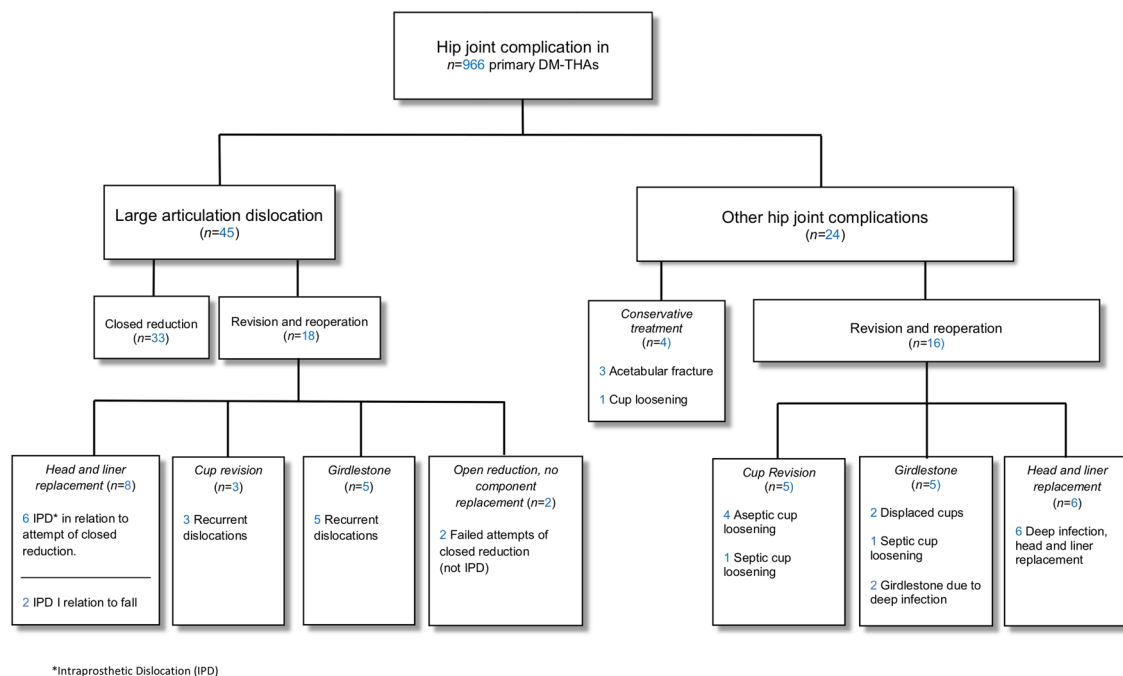 Hip joint complication in
n=966 primary DM-THAs
Large articulation dislocation
(n=45)
Other hip joint complications
(n=24)
Closed reduction
(n=33)
Revision and reoperation
(n=18)
Conservative
treatment
(n=4)
3 Acetabular fracture
1 Cup loosening
Revision and reoperation
(n=16)
Head and liner
replacement (n=8)
6 IPD* in relation to
attempt of closed
reduction.
2 IPD I relation to fall
Cup revision
(n=3)
3 Recurrent
dislocations
Girdlestone
(n=5)
5 Recurrent
dislocations
Open reduction, no
component
replacement (n=2)
2 Failed attempts of
closed reduction
(not IPD)
Cup Revision
(n=5)
4 Aseptic cup
loosening
1 Septic cup
loosening
Girdlestone
(n=5)
2 Displaced cups
1 Septic cup
loosening
2 Girdlestone due to
deep infection
Head and liner
replacement
(n=6)
6 Deep infection,
head and liner
replacement
*Intraprosthetic Dislocation (IPD)